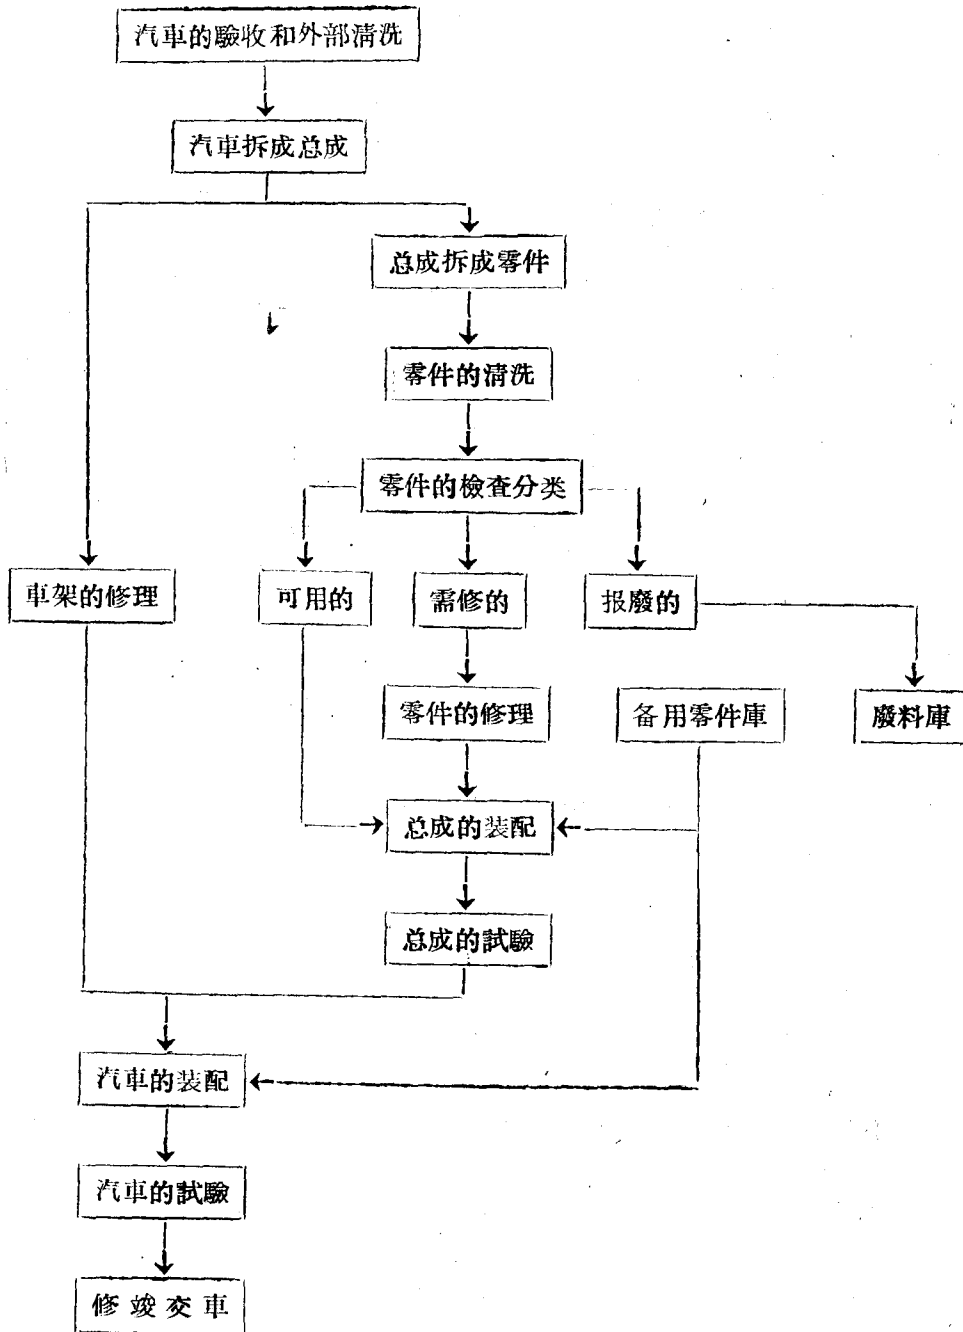 汽車的驗收和外部清洗
汽車拆成总成
总成拆成零件
零件的清洗
零件的檢查分类
車架的修理
可用的
需修的
报廢的
零件的修理
备用零件庫
廢料庫
总成的裝配
总成的試驗
汽車的裝配
汽車的試驗
修竣交車